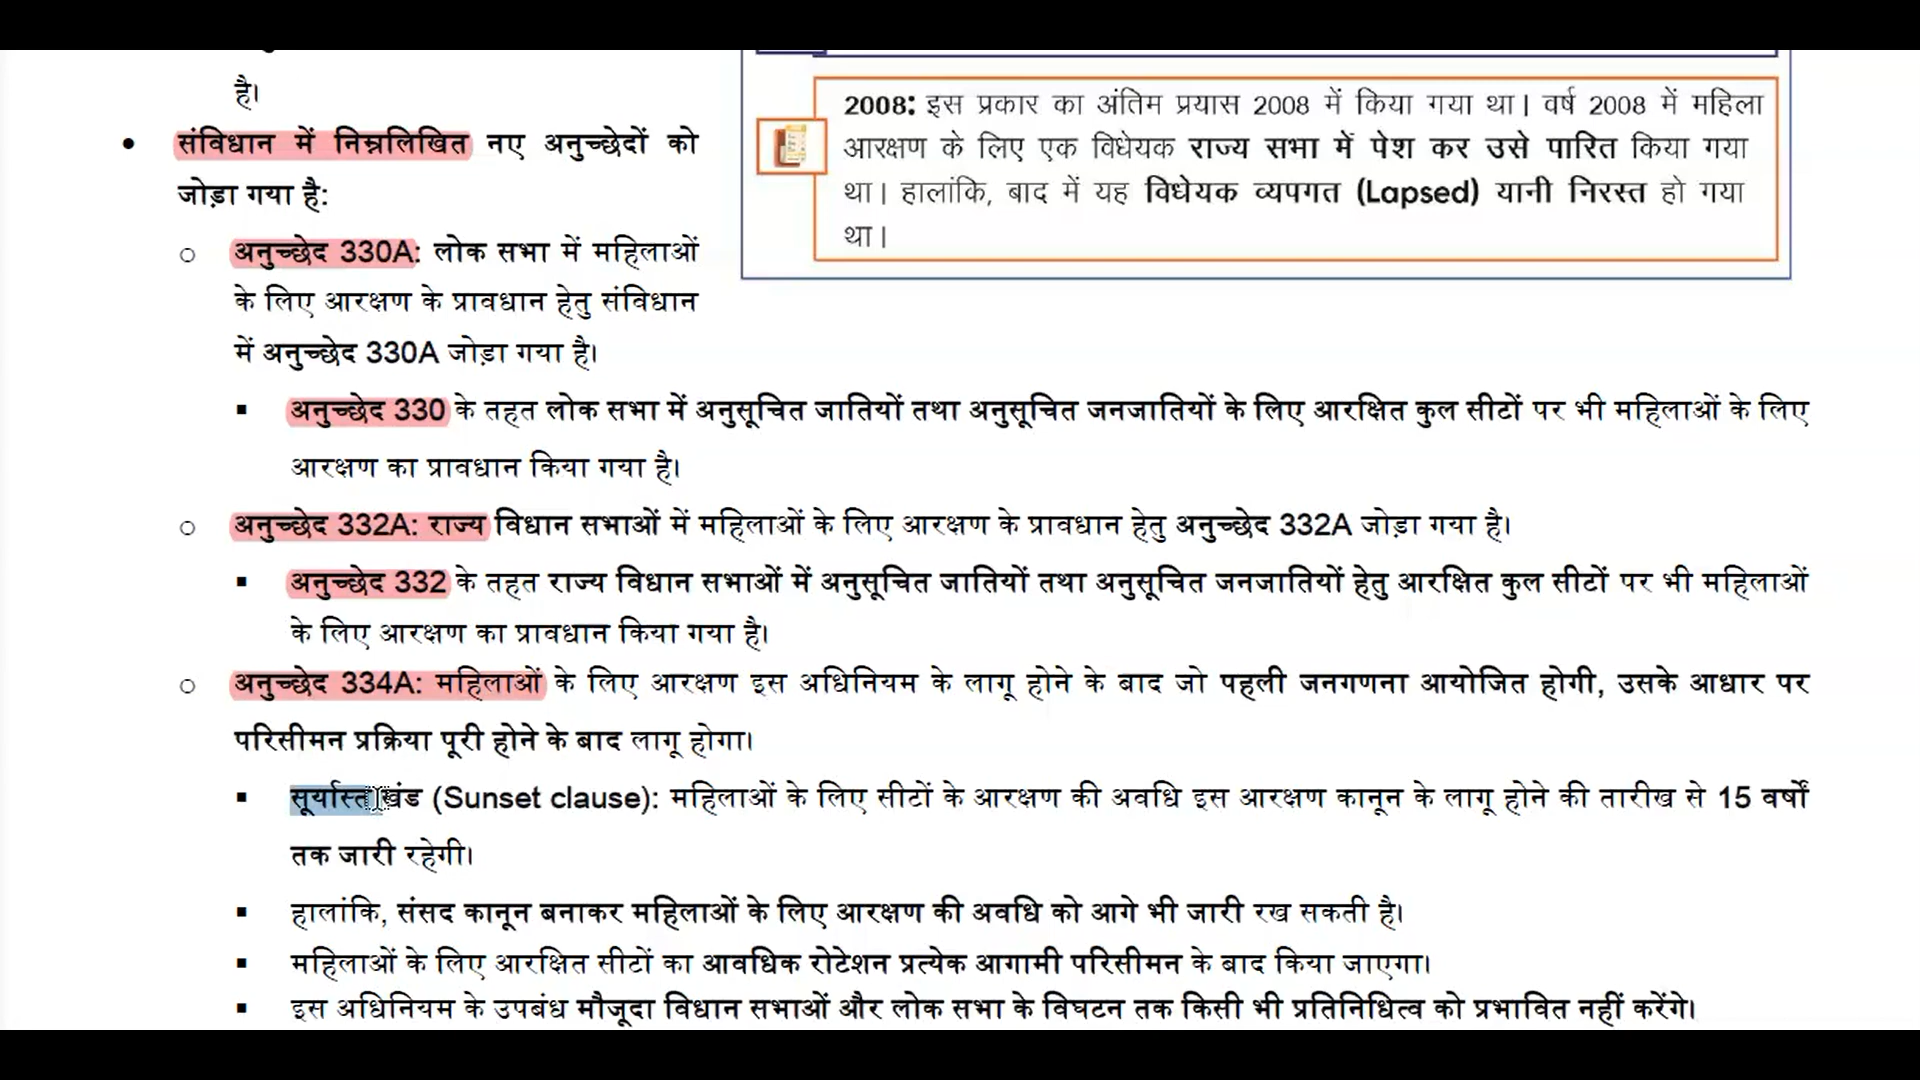 है।
• संविधान में निम्नलिखित नए अनुच्छेदों को
जोड़ा गया है:
○ अनुच्छेद 330A: लोक सभा में महिलाओं
के लिए आरक्षण के प्रावधान हेतु संविधान
में अनुच्छेद 330A जोड़ा गया है।
2008: इस प्रकार का अंतिम प्रयास 2008 में किया गया था। वर्ष 2008 में महिला
आरक्षण के लिए एक विधेयक राज्य सभा में पेश कर उसे पारित किया गया
था। हालांकि, बाद में यह विधेयक व्यपगत (Lapsed) यानी निरस्त हो गया
था।
▪ अनुच्छेद 330 के तहत लोक सभा में अनुसूचित जातियों तथा अनुसूचित जनजातियों के लिए आरक्षित कुल सीटों पर भी महिलाओं के लिए
आरक्षण का प्रावधान किया गया है।
○ अनुच्छेद 332A: राज्य विधान सभाओं में महिलाओं के लिए आरक्षण के प्रावधान हेतु अनुच्छेद 332A जोड़ा गया है।
▪ अनुच्छेद 332 के तहत राज्य विधान सभाओं में अनुसूचित जातियों तथा अनुसूचित जनजातियों हेतु आरक्षित कुल सीटों पर भी महिलाओं
के लिए आरक्षण का प्रावधान किया गया है।
○ अनुच्छेद 334A: महिलाओं के लिए आरक्षण इस अधिनियम के लागू होने के बाद जो पहली जनगणना आयोजित होगी, उसके आधार पर
परिसीमन प्रक्रिया पूरी होने के बाद लागू होगा।
▪ सूर्यास्त खंड (Sunset clause): महिलाओं के लिए सीटों के आरक्षण की अवधि इस आरक्षण कानून के लागू होने की तारीख से 15 वर्षों
तक जारी रहेगी।
▪ हालांकि, संसद कानून बनाकर महिलाओं के लिए आरक्षण की अवधि को आगे भी जारी रख सकती है।
▪ महिलाओं के लिए आरक्षित सीटों का आवधिक रोटेशन प्रत्येक आगामी परिसीमन के बाद किया जाएगा।
▪ इस अधिनियम के उपबंध मौजूदा विधान सभाओं और लोक सभा के विघटन तक किसी भी प्रतिनिधित्व को प्रभावित नहीं करेंगे।